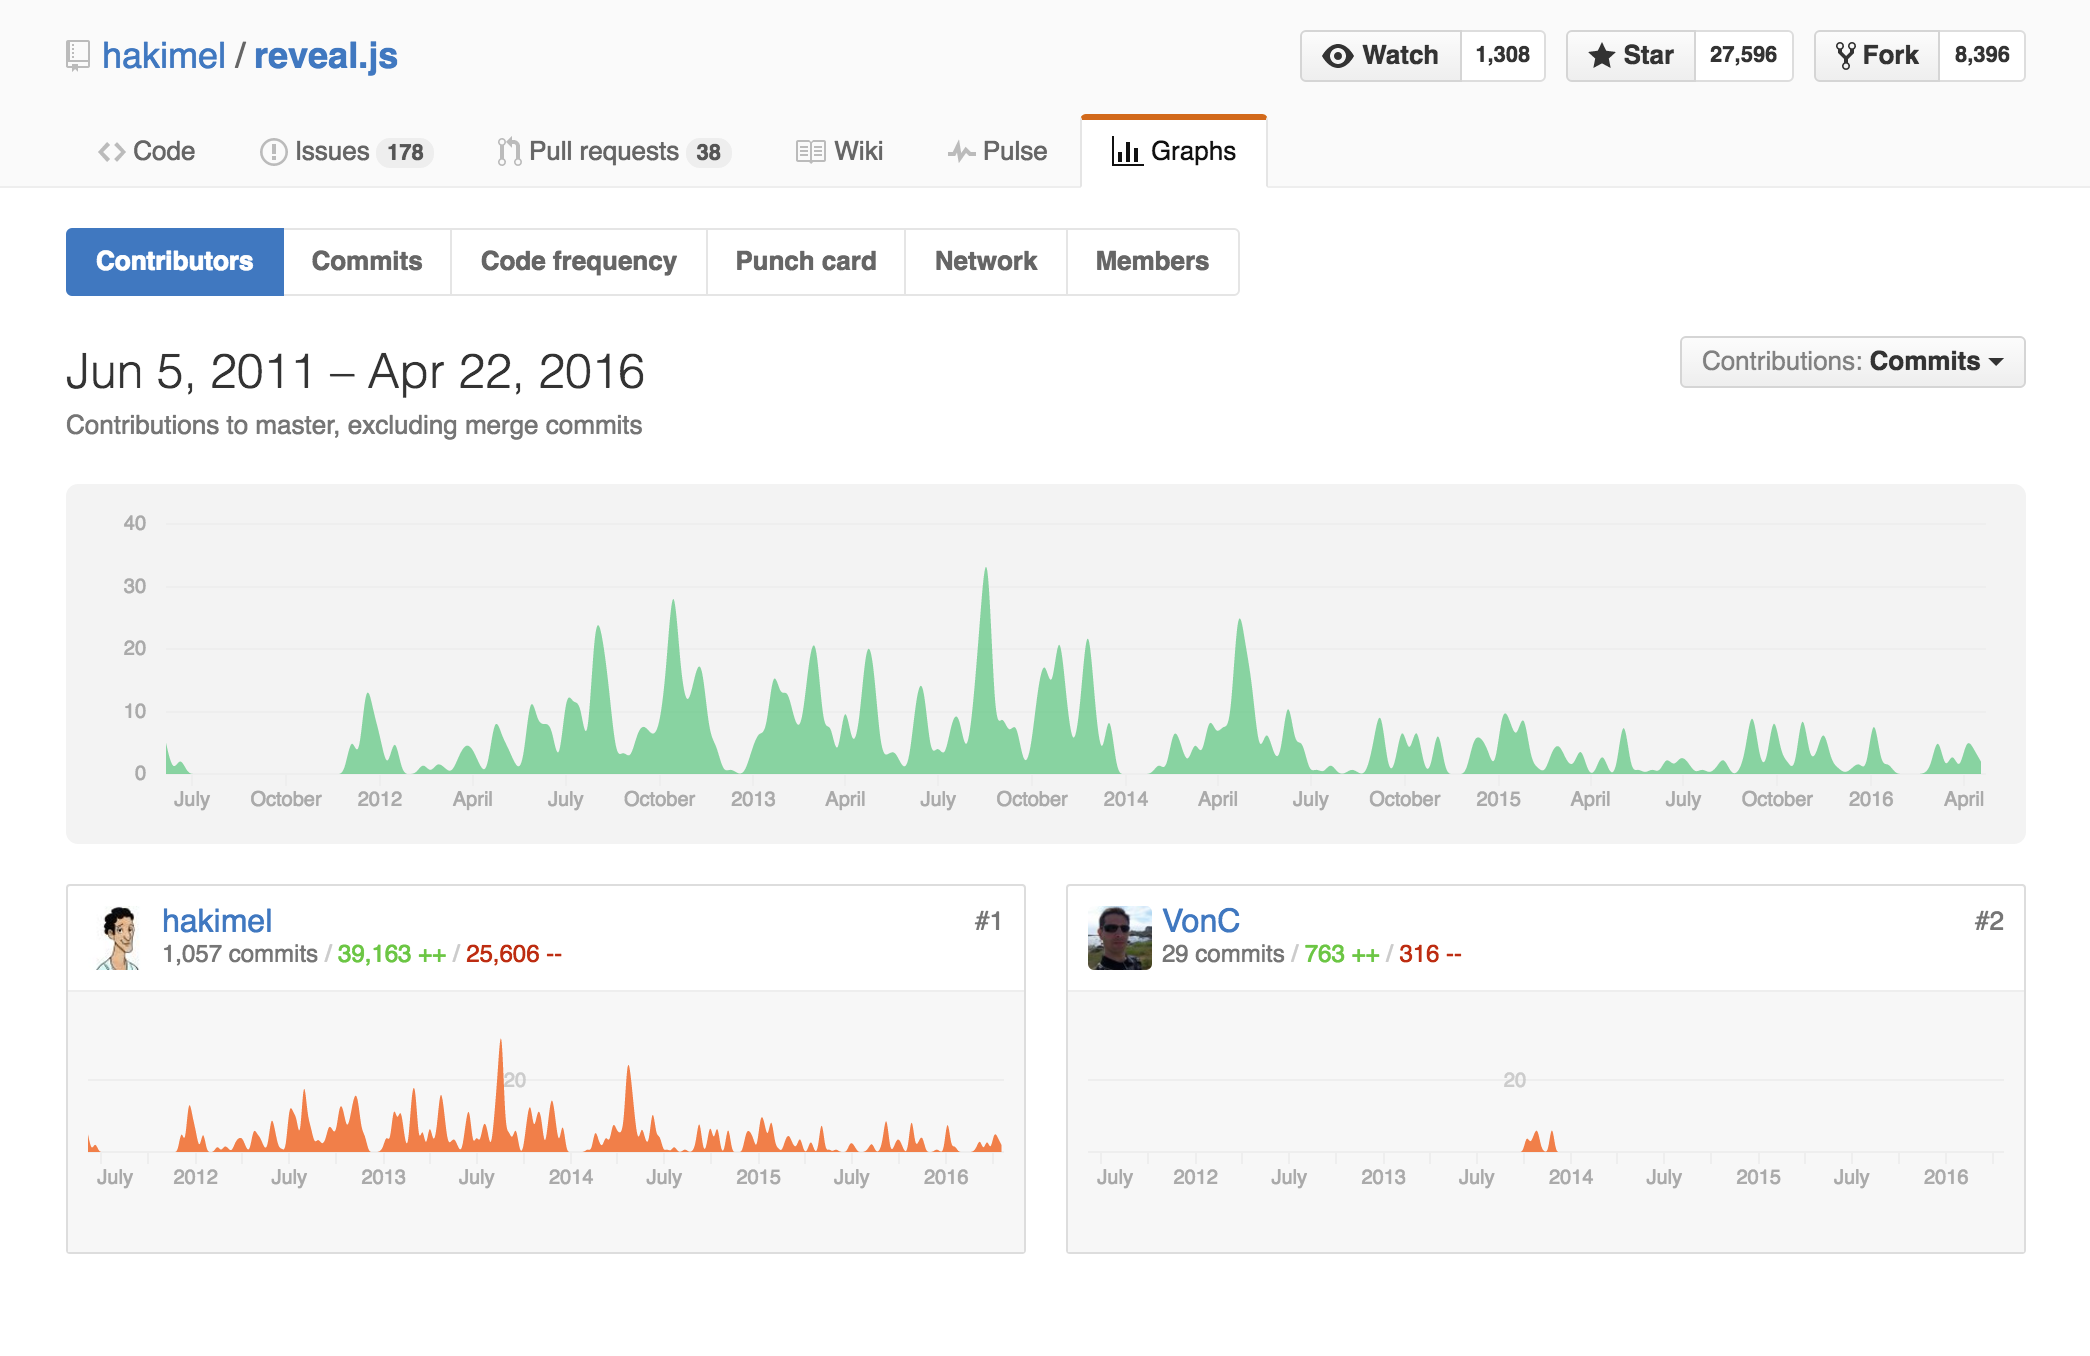 hakimel / reveal.js
Watch 1,308 Star 27,596 Fork 8,396
Code Issues 178 Pull requests 38 Wiki Pulse Graphs
Contributors Commits Code frequency Punch card Network Members
Jun 5, 2011 – Apr 22, 2016
Contributions: Commits
Contributions to master, excluding merge commits
40
30
20
10
0
July October 2012 April July October 2013 April July October 2014 April July October 2015 April July October 2016 April
hakimel #1
1,057 commits / 39,163 ++ / 25,606 --
20
July 2012 July 2013 July 2014 July 2015 July 2016
VonC #2
29 commits / 763 ++ / 316 --
20
July 2012 July 2013 July 2014 July 2015 July 2016